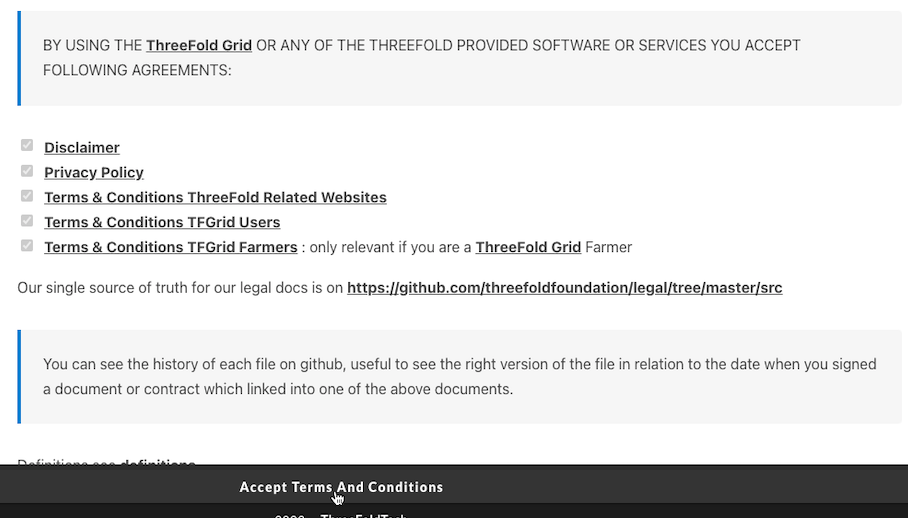 BY USING THE ThreeFold Grid OR ANY OF THE THREEFOLD PROVIDED SOFTWARE OR SERVICES YOU ACCEPT
FOLLOWING AGREEMENTS:
Disclaimer
Privacy Policy
Terms & Conditions ThreeFold Related Websites
Terms & Conditions TFGrid Users
Terms & Conditions TFGrid Farmers : only relevant if you are a ThreeFold Grid Farmer
Our single source of truth for our legal docs is on https://github.com/threefoldfoundation/legal/tree/master/src
You can see the history of each file on github, useful to see the right version of the file in relation to the date when you signed
a document or contract which linked into one of the above documents.
Definitions see definitions
Accept Terms And Conditions
ThreeFoldTech